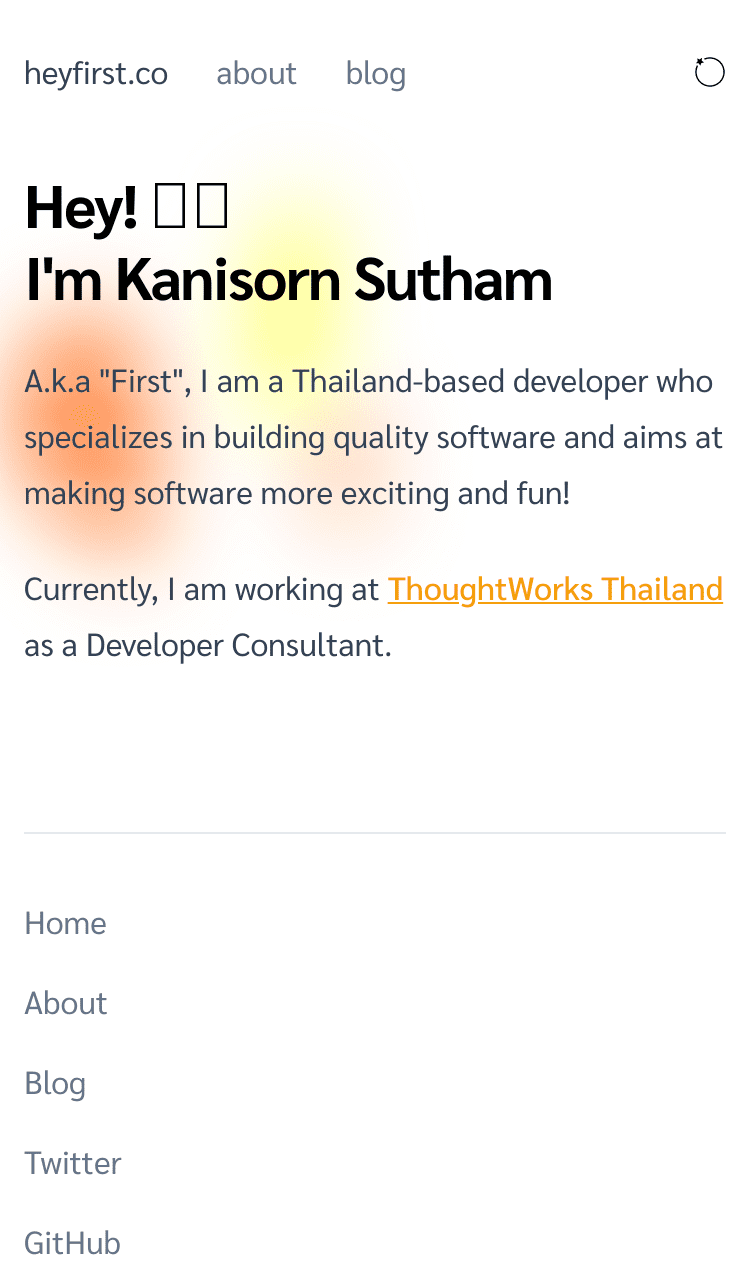 heyfirst.co about blog
Hey!
I'm Kanisorn Sutham
A.k.a "First", I am a Thailand-based developer who
specializes in building quality software and aims at
making software more exciting and fun!
Currently, I am working at ThoughtWorks Thailand
as a Developer Consultant.
Home
About
Blog
Twitter
GitHub